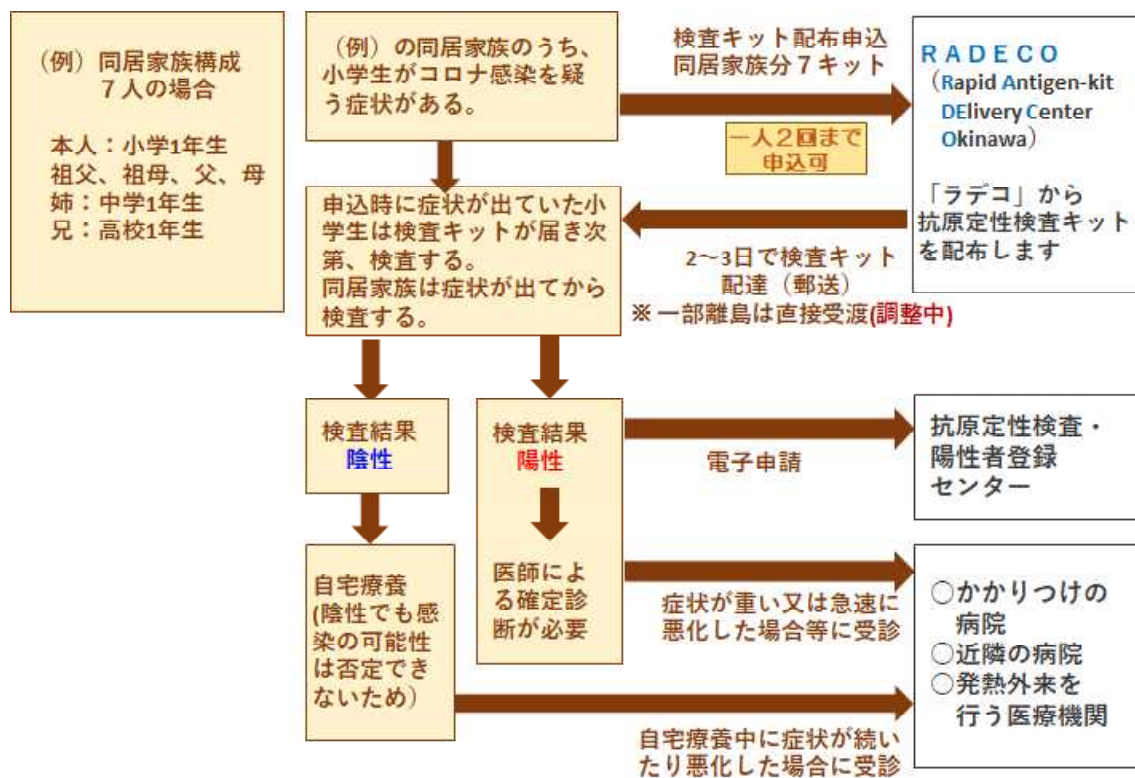 （例）同居家族構成
７人の場合
本人：小学1年生
祖父、祖母、父、母
姉：中学1年生
兄：高校1年生
（例）の同居家族のうち、
小学生がコロナ感染を疑
う症状がある。
検査キット配布申込
同居家族分７キット
一人２回まで
申込可
ＲＡＤＥＣＯ
（Rapid Antigen-kit
DElivery Center
Okinawa）
「ラデコ」から
抗原定性検査キット
を配布します
申込時に症状が出ていた小
学生は検査キットが届き次
第、検査する。
同居家族は症状が出てから
検査する。
2～3日で検査キット
配達（郵送）
※一部離島は直接受渡(調整中)
検査結果
陰性
検査結果
陽性
電子申請
抗原定性検査・
陽性者登録
センター
自宅療養
(陰性でも感
染の可能性
は否定でき
ないため）
医師によ
る確定診
断が必要
症状が重い又は急速に
悪化した場合等に受診
○かかりつけの
病院
○近隣の病院
○発熱外来を
行う医療機関
自宅療養中に症状が続い
たり悪化した場合に受診